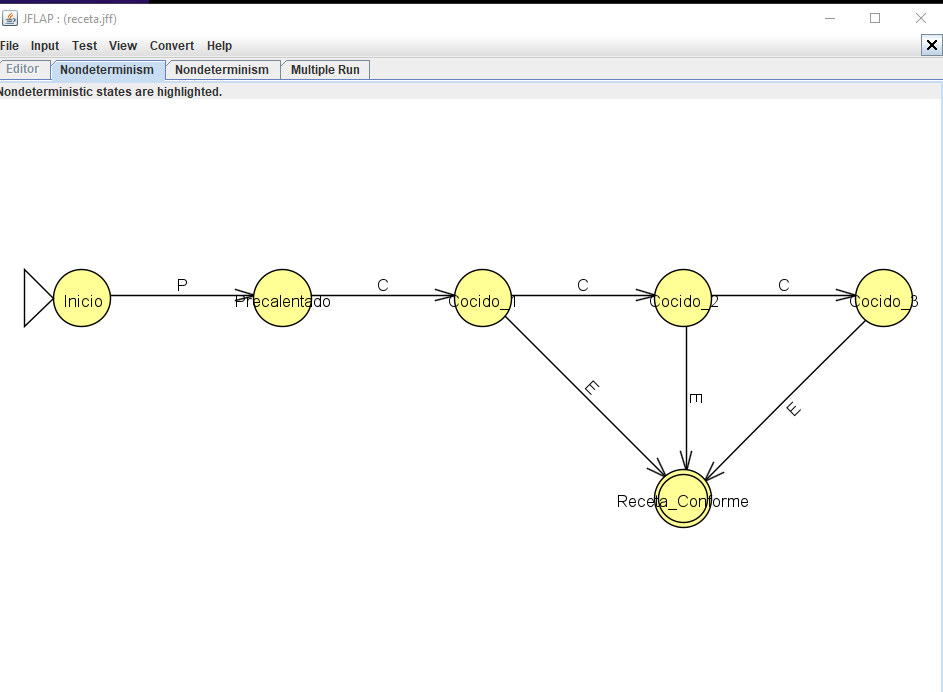 JFLAP : (receta.jff)
File Input Test View Convert Help
Editor Nondeterminism Nondeterminism Multiple Run
Nondeterministic states are highlighted.
P C C C
Inicio Precalentado Cocido_1 Cocido_2 Cocido_3
E E E
Receta_Conforme